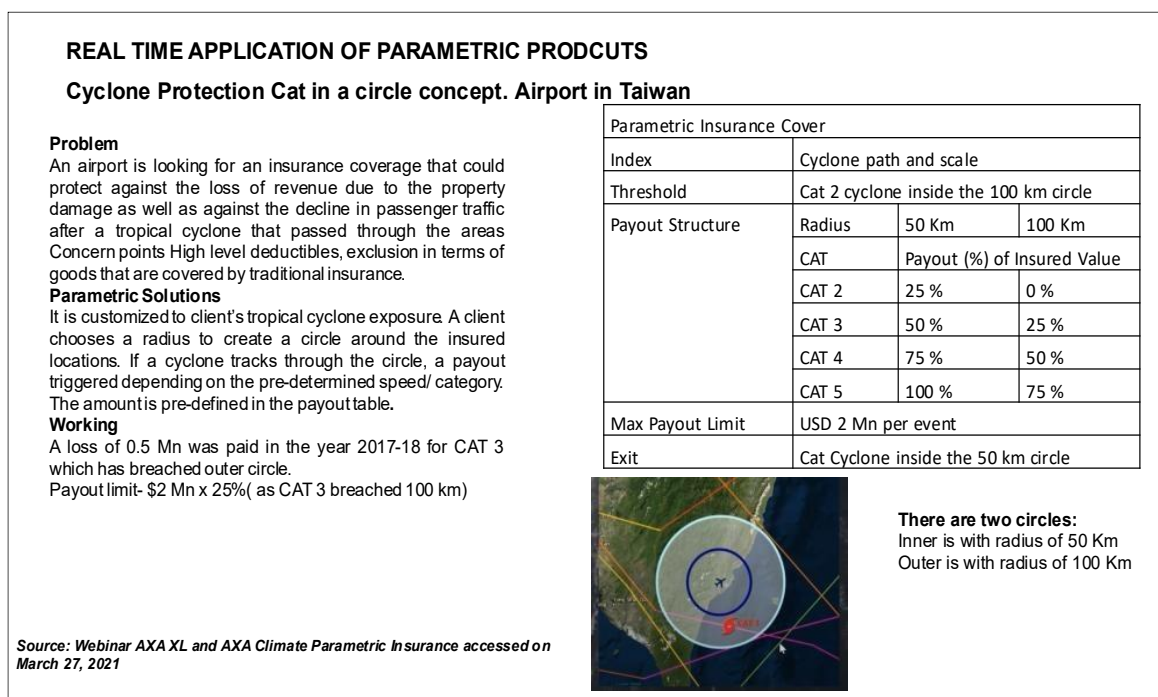 REAL TIME APPLICATION OF PARAMETRIC PRODCUTS
Cyclone Protection Cat in a circle concept. Airport in Taiwan
Problem
An airport is looking for an insurance coverage that could
protect against the loss of revenue due to the property
damage as well as against the decline in passenger traffic
after a tropical cyclone that passed through the areas
Concern points High level deductibles, exclusion in terms of
goods that are covered by traditional insurance.
Parametric Solutions
It is customized to client's tropical cyclone exposure. A client
chooses a radius to create a circle around the insured
locations. If a cyclone tracks through the circle, a payout
triggered depending on the pre-determined speed/ category.
The amount is pre-defined in the payout table.
Working
A loss of 0.5 Mn was paid in the year 2017-18 for CAT 3
which has breached outer circle.
Payout limit- $2 Mn x 25%( as CAT 3 breached 100 km)
Parametric Insurance Cover
Index Cyclone path and scale
Threshold Cat 2 cyclone inside the 100 km circle
Payout Structure Radius 50 Km 100 Km
CAT Payout (%) of Insured Value
CAT 2 25 % 0 %
CAT 3 50 % 25 %
CAT 4 75 % 50 %
CAT 5 100 % 75 %
Max Payout Limit USD 2 Mn per event
Exit Cat Cyclone inside the 50 km circle
There are two circles:
Inner is with radius of 50 Km
Outer is with radius of 100 Km
Source: Webinar AXA XL and AXA Climate Parametric Insurance accessed on
March 27, 2021